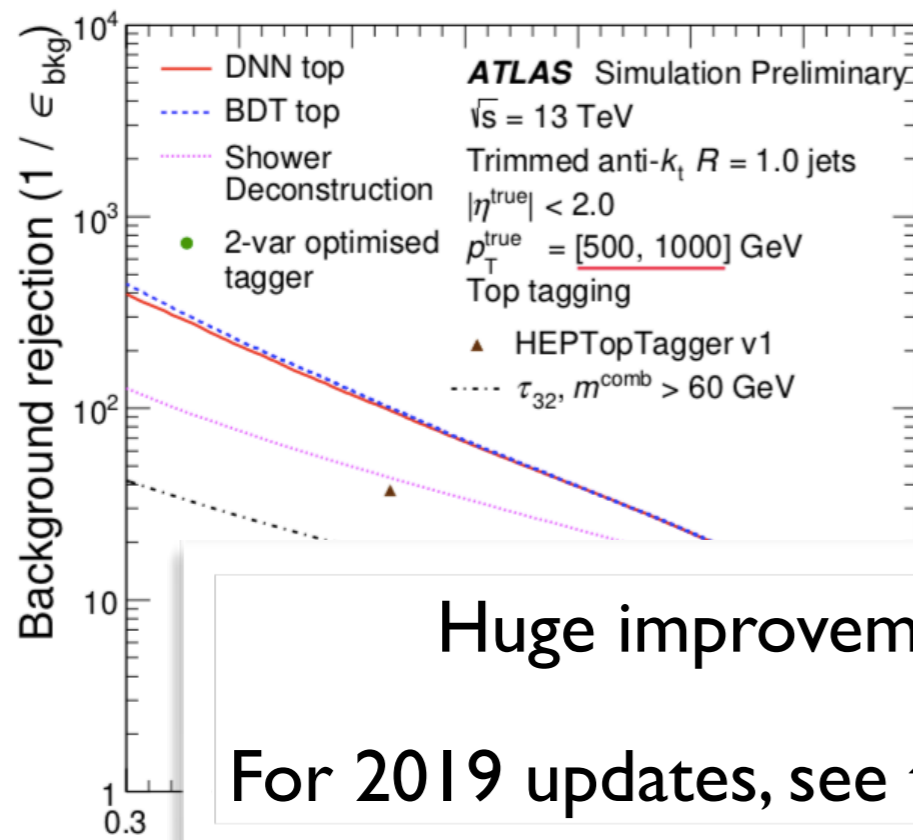 Background rejection (1 / ϵ_bkg)
10⁴
10³
10²
10
1
0.3
DNN top
BDT top
Shower
Deconstruction
2-var optimised
tagger
ATLAS Simulation Preliminary
√s = 13 TeV
Trimmed anti-k_t R = 1.0 jets
|η^true| < 2.0
p_T^true = [500, 1000] GeV
Top tagging
HEPTopTagger v1
τ₃₂, m^comb > 60 GeV
Huge improvem
For 2019 updates, see